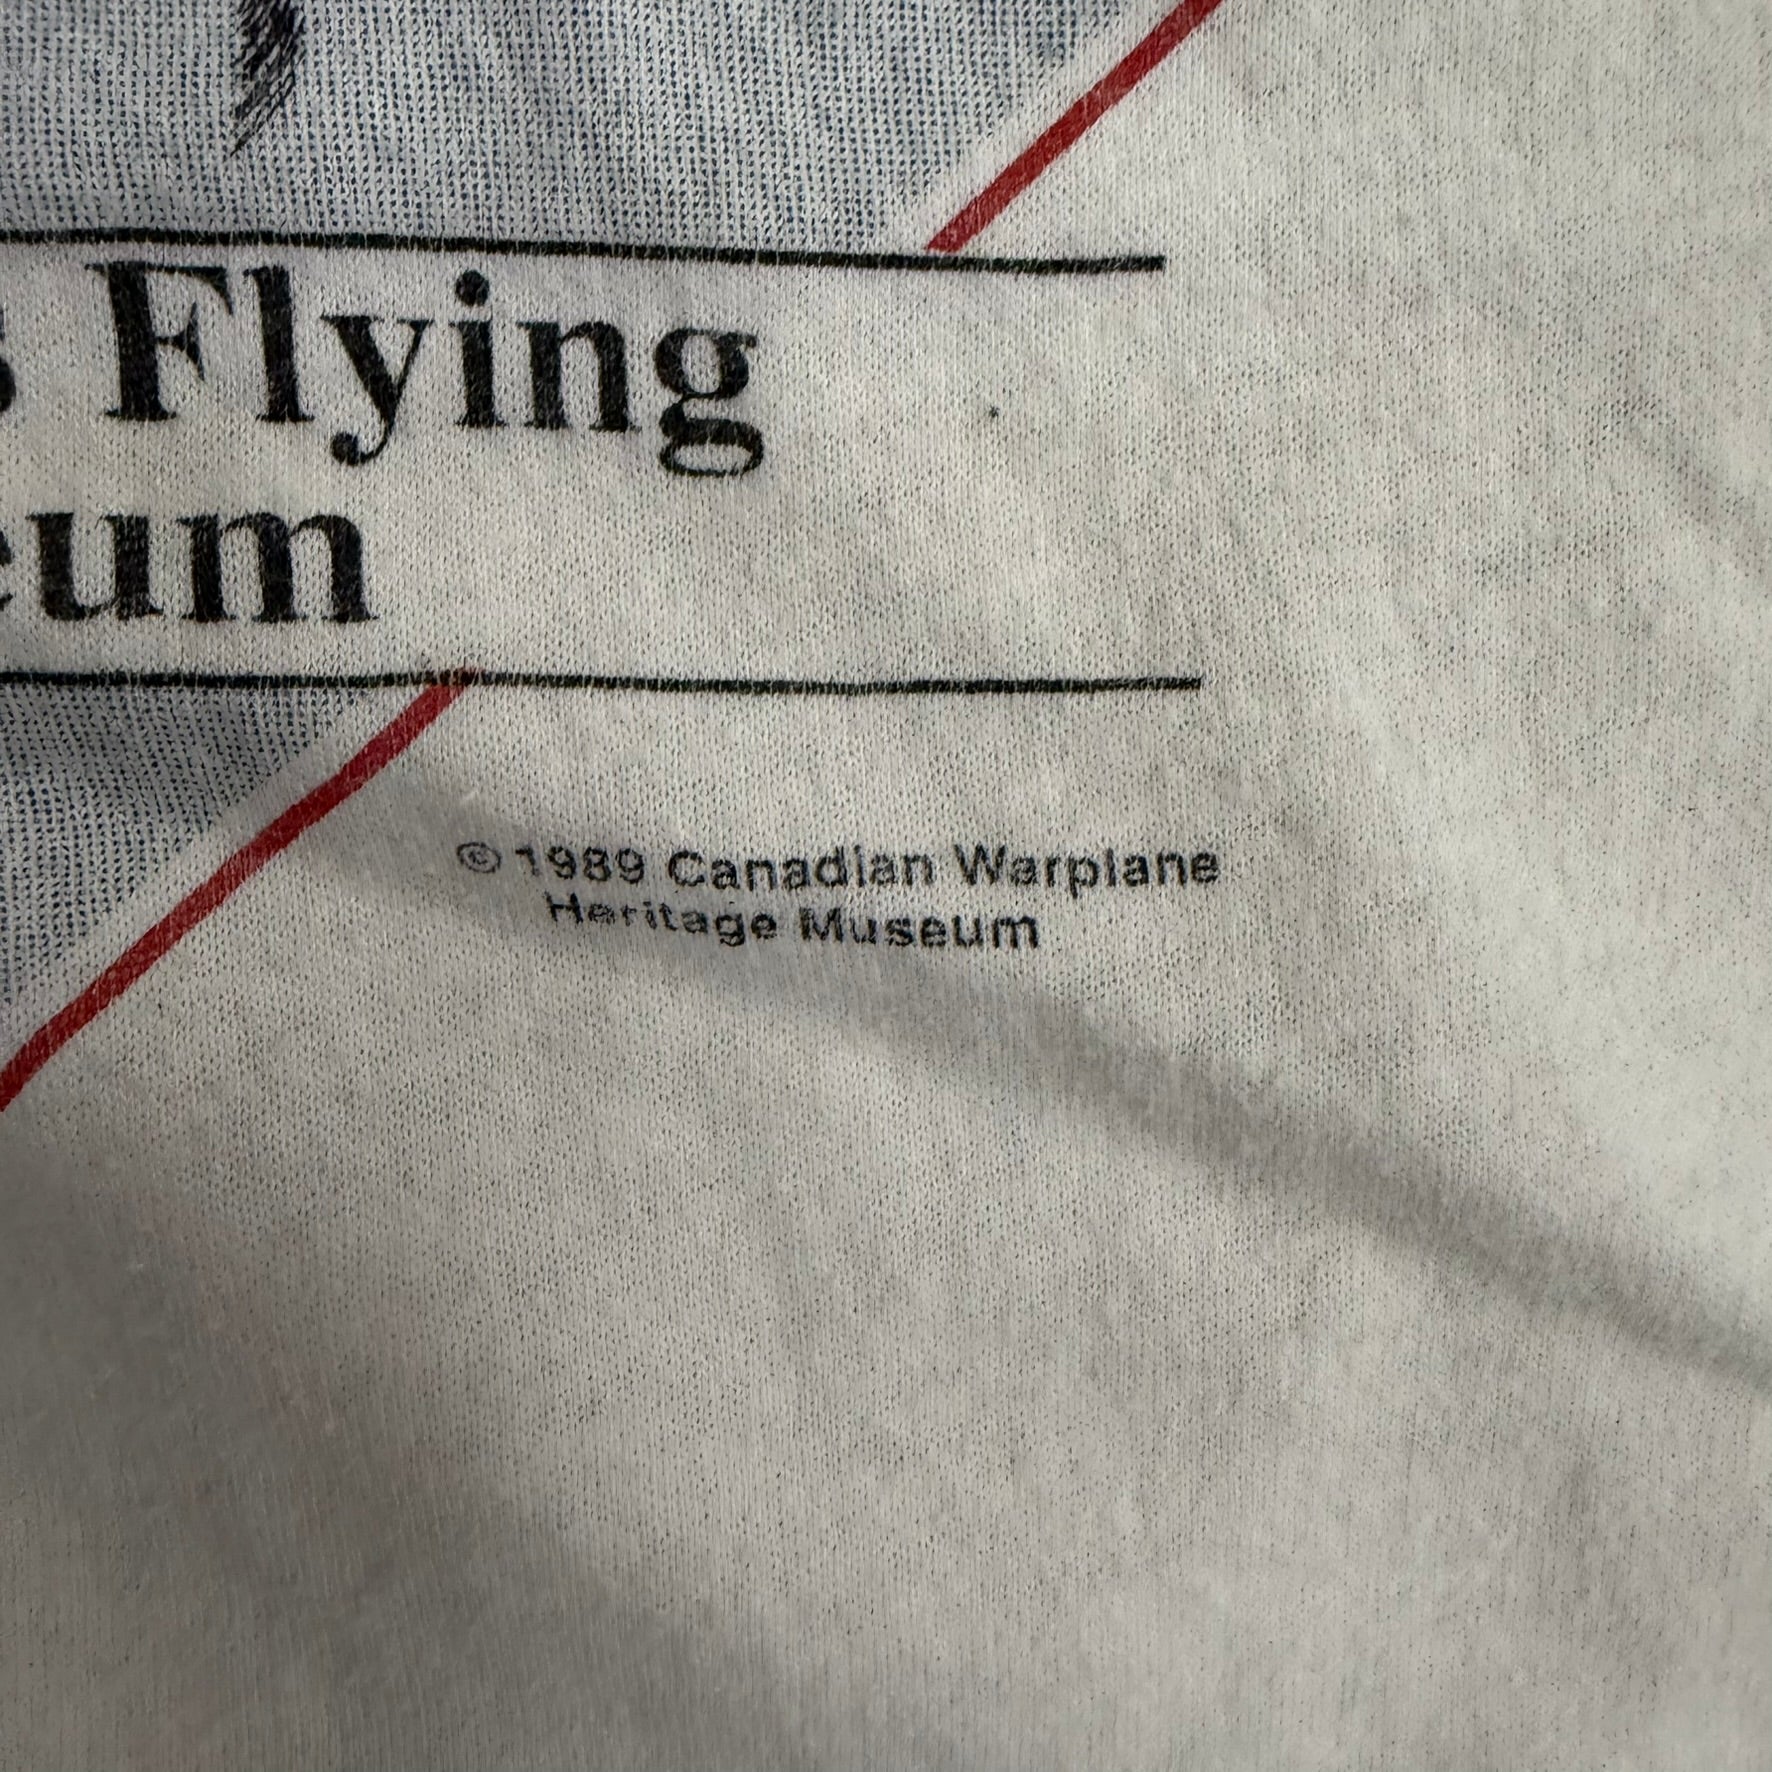 s Flying
eum
© 1989 Canadian Warplane
Heritage Museum